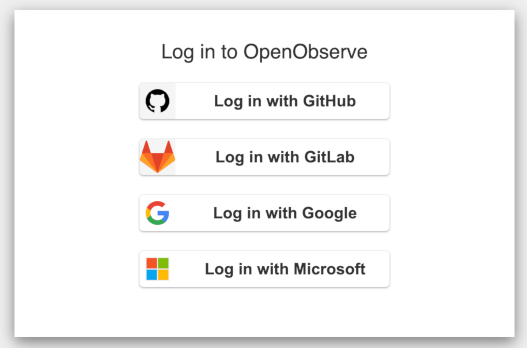 Log in to OpenObserve
Log in with GitHub
Log in with GitLab
Log in with Google
Log in with Microsoft